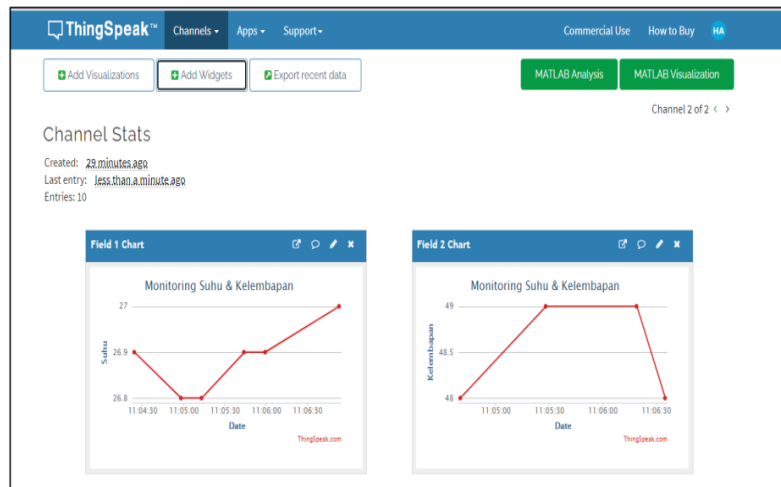 ThingSpeak™ Channels Apps Support Commercial Use How to Buy HA
Add Visualizations Add Widgets Export recent data MATLAB Analysis MATLAB Visualization
Channel 2 of 2 < >
Channel Stats
Created: 29 minutes ago
Last entry: less than a minute ago
Entries: 10
Field 1 Chart
Monitoring Suhu & Kelembapan
27
26.9
26.8
Suhu
11:04:30 11:05:00 11:05:30 11:06:00 11:06:30
Date
ThingSpeak.com
Field 2 Chart
Monitoring Suhu & Kelembapan
49
48.5
48
Kelembapan
11:05:00 11:05:30 11:06:00 11:06:30
Date
ThingSpeak.com